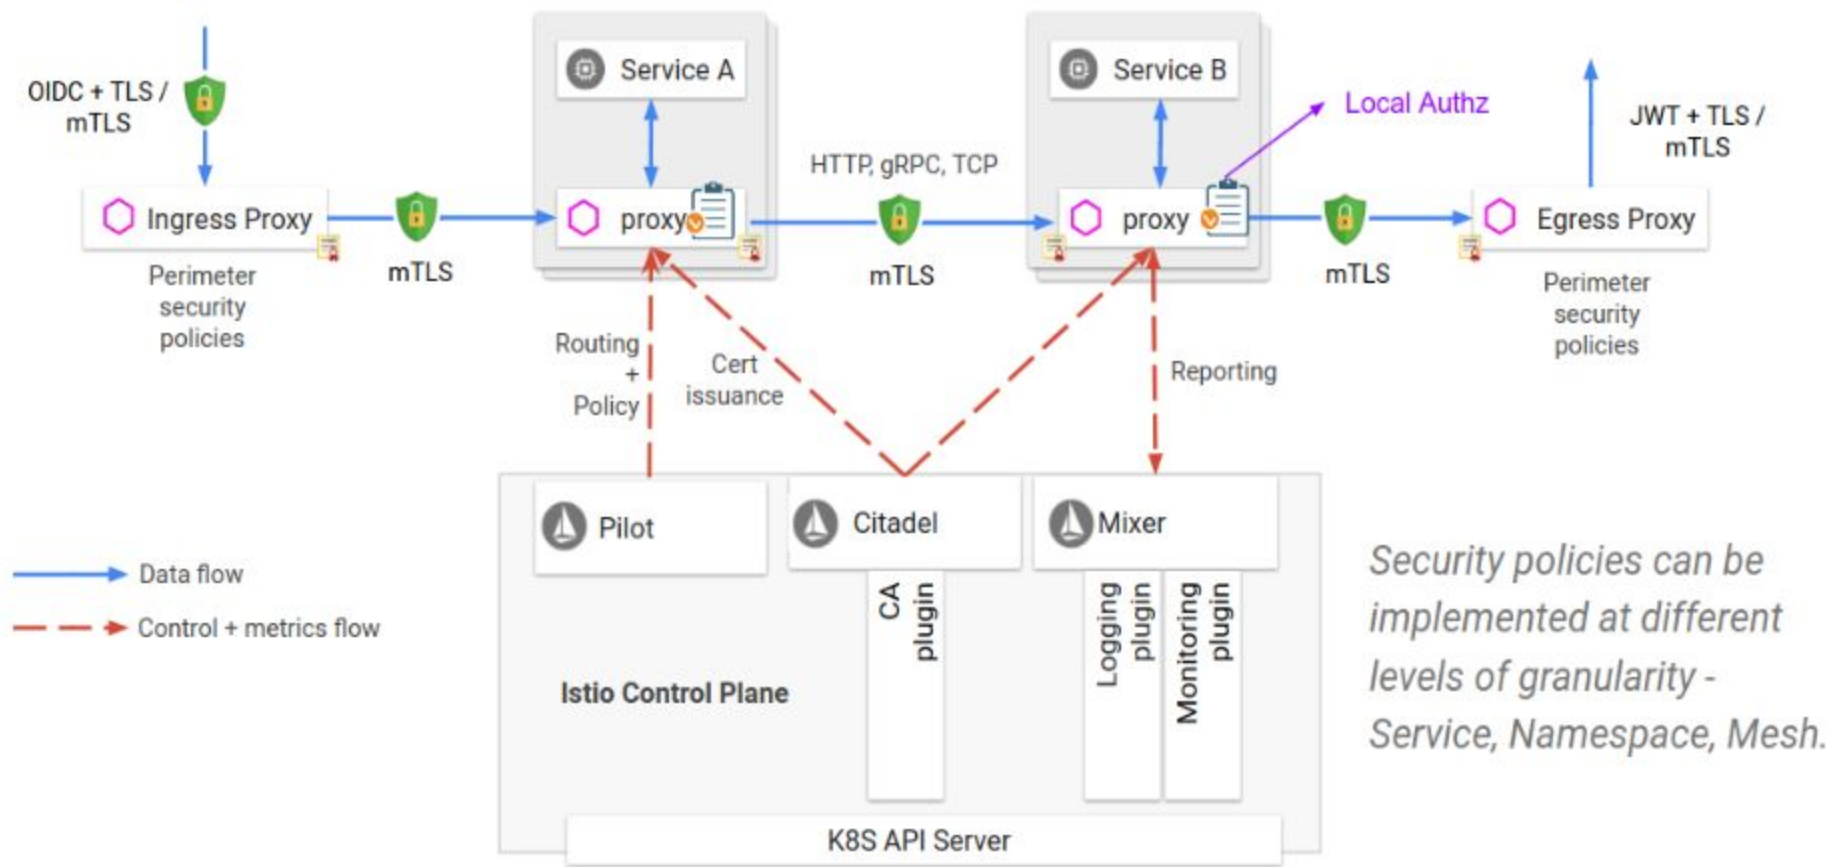 OIDC + TLS /
mTLS
Service A
Service B
Local Authz
JWT + TLS /
mTLS
HTTP, gRPC, TCP
Ingress Proxy
proxy
proxy
Egress Proxy
mTLS
mTLS
mTLS
Perimeter
security
policies
Perimeter
security
policies
Routing
+
Policy
Cert
issuance
Reporting
Pilot
Citadel
Mixer
Data flow
Control + metrics flow
CA
plugin
Logging
plugin
Monitoring
plugin
Istio Control Plane
K8S API Server
Security policies can be
implemented at different
levels of granularity -
Service, Namespace, Mesh.